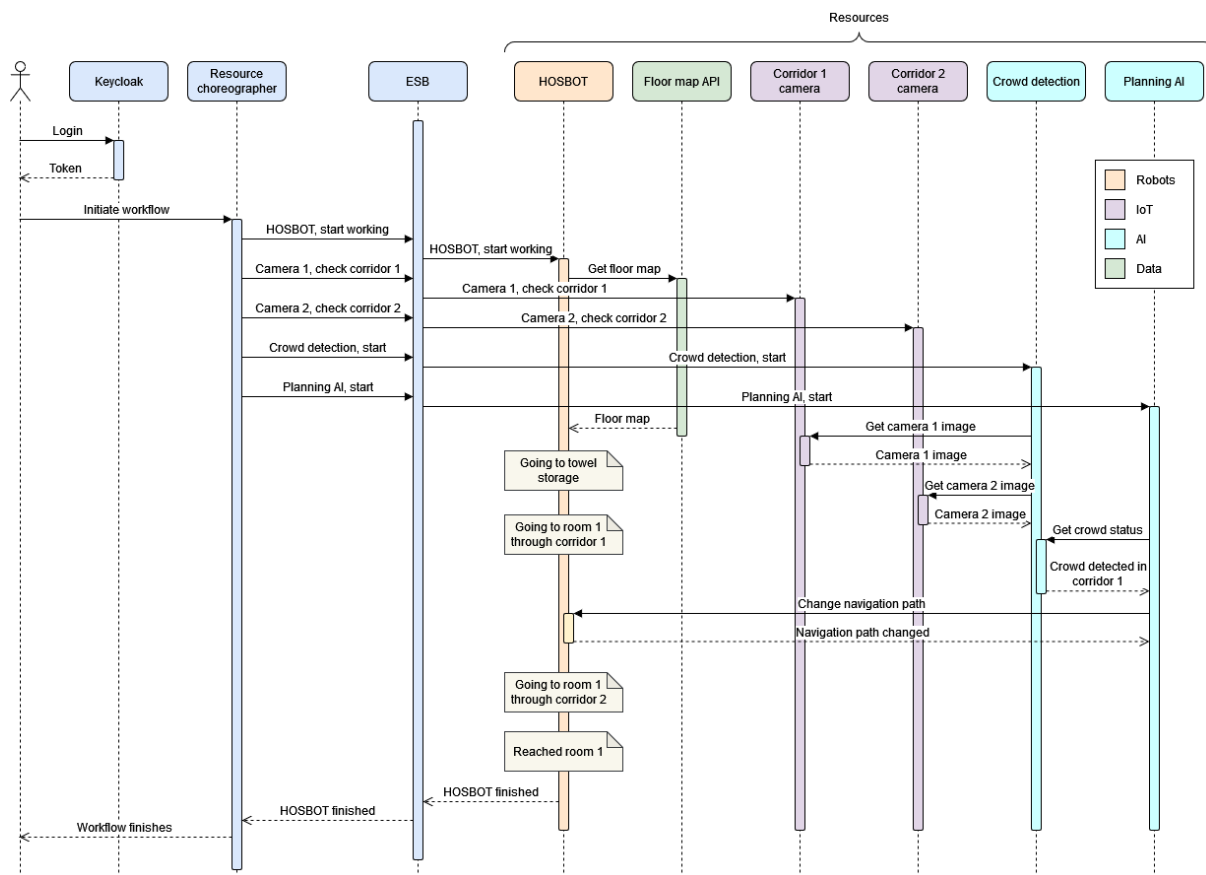 Resources
Keycloak
Resource
choreographer
ESB
HOSBOT
Floor map API
Corridor 1
camera
Corridor 2
camera
Crowd detection
Planning AI
Login
Token
Robots
IoT
AI
Data
Initiate workflow
HOSBOT, start working
HOSBOT, start working
Camera 1, check corridor 1
Get floor map
Camera 1, check corridor 1
Camera 2, check corridor 2
Camera 2, check corridor 2
Crowd detection, start
Crowd detection, start
Planning AI, start
Planning AI, start
Floor map
Get camera 1 image
Camera 1 image
Going to towel
storage
Get camera 2 image
Camera 2 image
Going to room 1
through corridor 1
Get crowd status
Crowd detected in
corridor 1
Change navigation path
Navigation path changed
Going to room 1
through corridor 2
Reached room 1
HOSBOT finished
HOSBOT finished
Workflow finishes